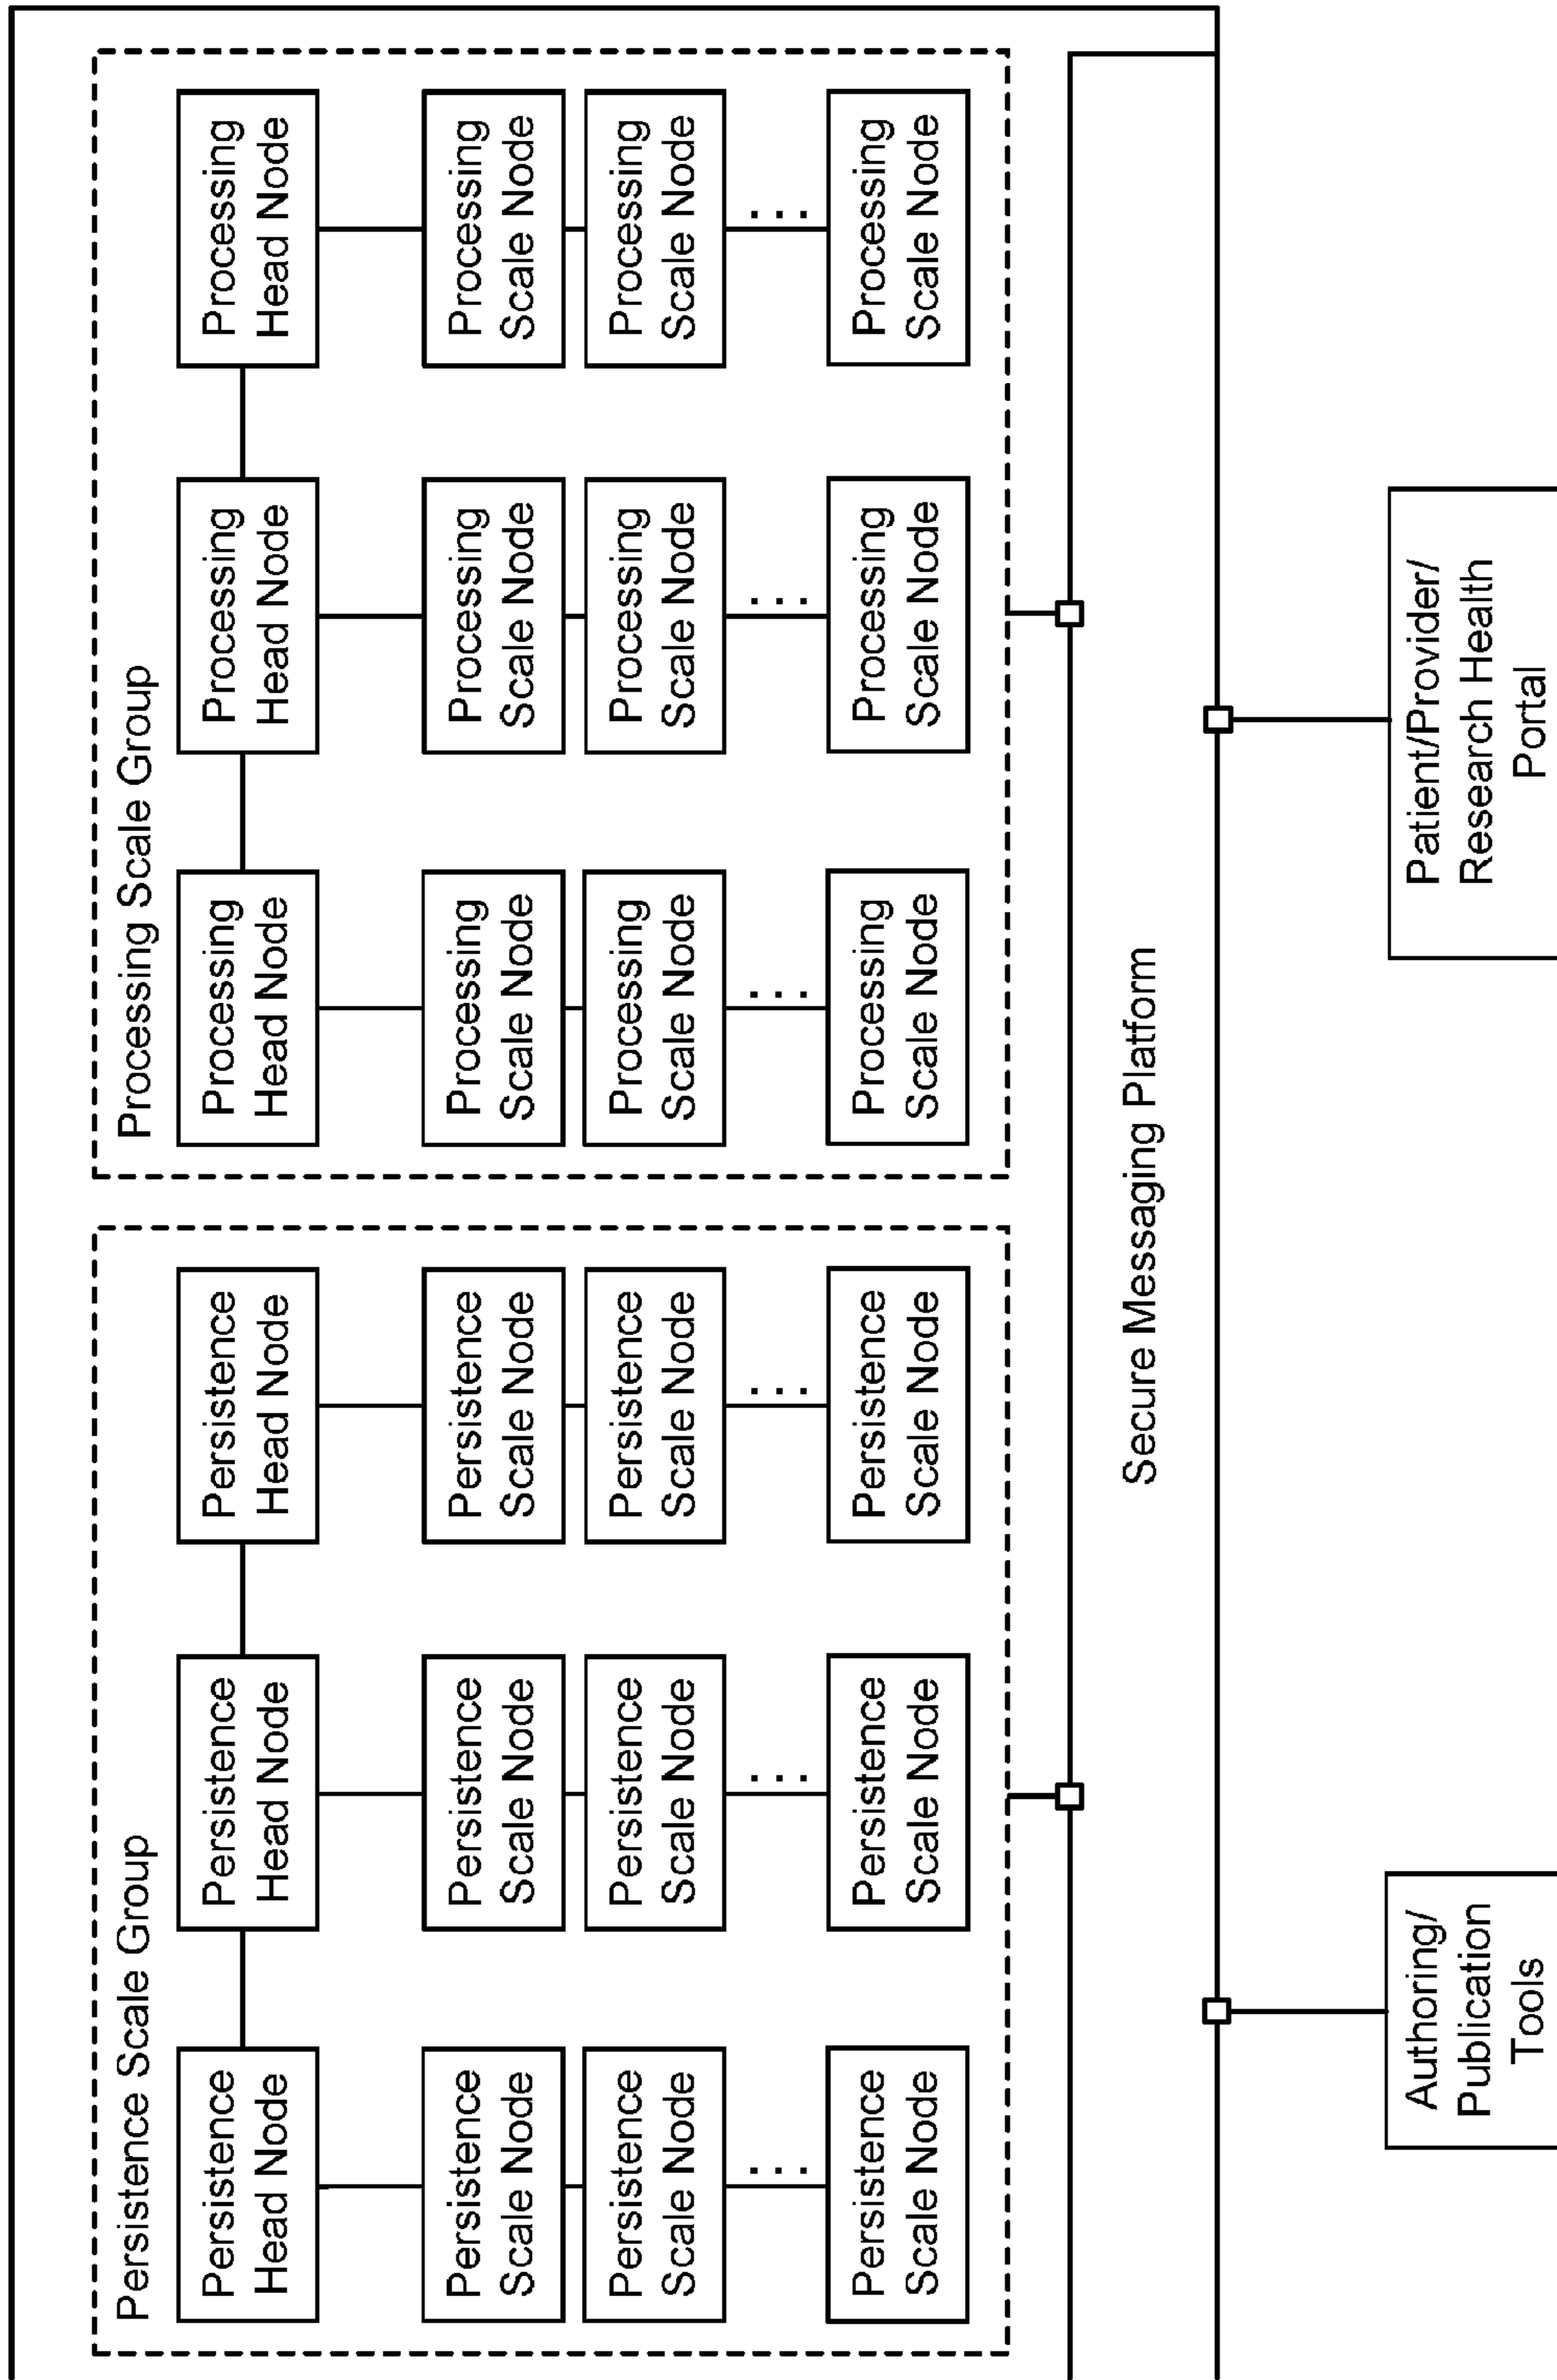 Persistence Scale Group
Persistence
Head Node
Persistence
Head Node
Persistence
Head Node
Persistence
Scale Node
Persistence
Scale Node
Persistence
Scale Node
Persistence
Scale Node
Persistence
Scale Node
Persistence
Scale Node
...
...
...
Persistence
Scale Node
Persistence
Scale Node
Persistence
Scale Node
Processing Scale Group
Processing
Head Node
Processing
Head Node
Processing
Head Node
Processing
Scale Node
Processing
Scale Node
Processing
Scale Node
Processing
Scale Node
Processing
Scale Node
Processing
Scale Node
...
...
...
Processing
Scale Node
Processing
Scale Node
Processing
Scale Node
Secure Messaging Platform
Authoring/
Publication
Tools
Patient/Provider/
Research Health
Portal